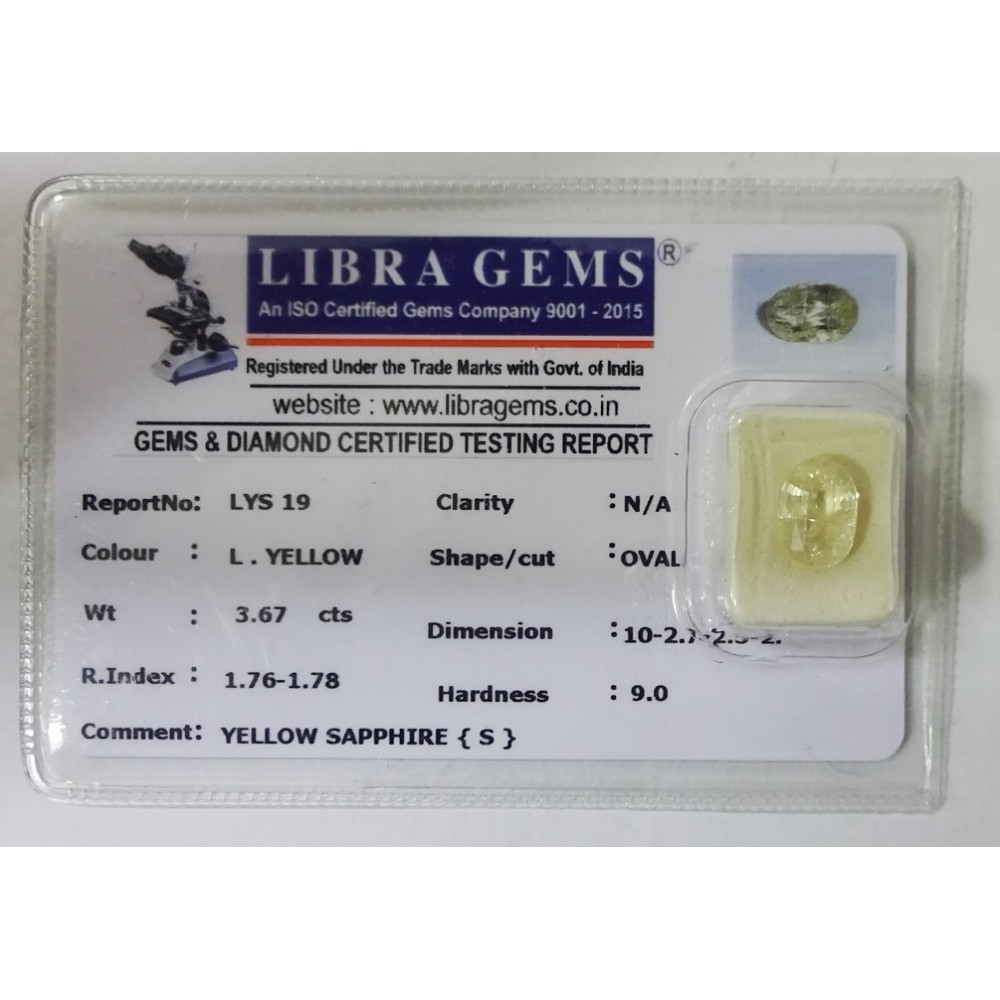 LIBRA GEMS ®
An ISO Certified Gems Company 9001 - 2015
Registered Under the Trade Marks with Govt. of India
website : www.libragems.co.in
GEMS & DIAMOND CERTIFIED TESTING REPORT
ReportNo: LYS 19
Clarity : N/A
Colour : L . YELLOW
Shape/cut : OVAL
Wt : 3.67 cts
Dimension :
R.Index : 1.76-1.78
Hardness : 9.0
Comment: YELLOW SAPPHIRE { S }